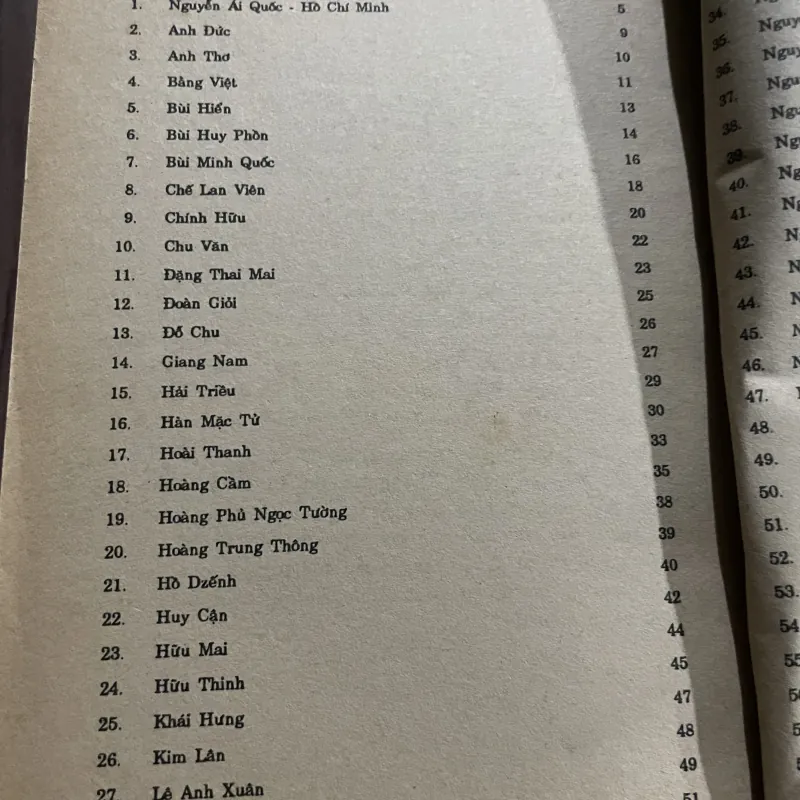 1. Nguyễn Ái Quốc - Hồ Chí Minh 5
2. Anh Đức 9
3. Anh Thơ 10
4. Bằng Việt 11
5. Bùi Hiển 13
6. Bùi Huy Phồn 14
7. Bùi Minh Quốc 16
8. Chế Lan Viên 18
9. Chính Hữu 20
10. Chu Văn 22
11. Đặng Thai Mai 23
12. Đoàn Giỏi 25
13. Đỗ Chu 26
14. Giang Nam 27
15. Hải Triều 29
16. Hàn Mặc Tử 30
17. Hoài Thanh 33
18. Hoàng Cầm 35
19. Hoàng Phủ Ngọc Tường 38
20. Hoàng Trung Thông 39
21. Hồ Dzếnh 40
22. Huy Cận 42
23. Hữu Mai 44
24. Hữu Thỉnh 45
25. Khái Hưng 47
26. Kim Lân 48
27. Lê Anh Xuân 49
51
34.
35.
36.
37.
38.
39.
40.
41.
42.
43.
44.
45.
46.
47.
48.
49.
50.
51.
52.
53.
54
55